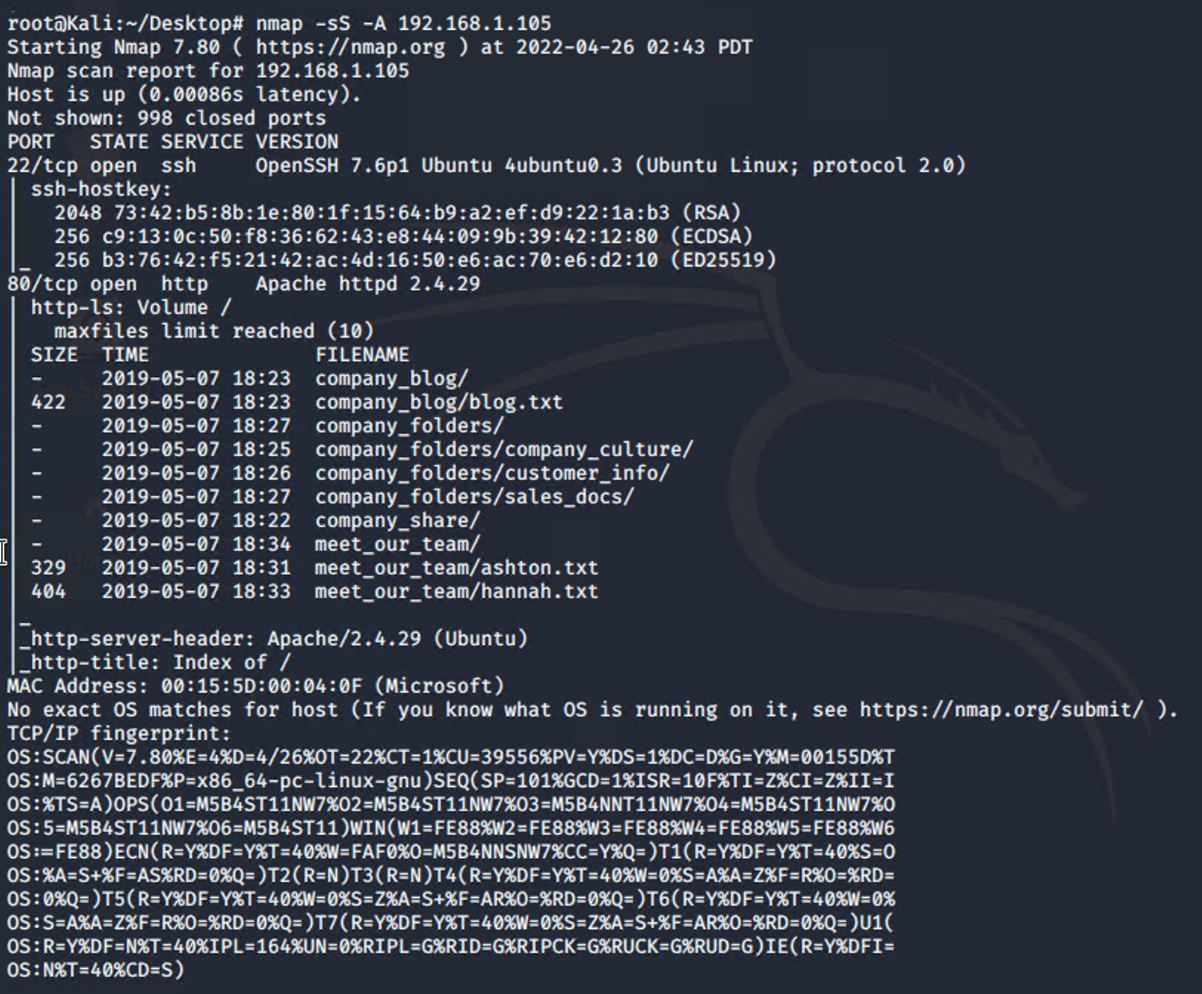 root@Kali:~/Desktop# nmap -sS -A 192.168.1.105
Starting Nmap 7.80 ( https://nmap.org ) at 2022-04-26 02:43 PDT
Nmap scan report for 192.168.1.105
Host is up (0.00086s latency).
Not shown: 998 closed ports
PORT   STATE SERVICE VERSION
22/tcp open  ssh     OpenSSH 7.6p1 Ubuntu 4ubuntu0.3 (Ubuntu Linux; protocol 2.0)
| ssh-hostkey:
|   2048 73:42:b5:8b:1e:80:1f:15:64:b9:a2:ef:d9:22:1a:b3 (RSA)
|   256 c9:13:0c:50:f8:36:62:43:e8:44:09:9b:39:42:12:80 (ECDSA)
|_  256 b3:76:42:f5:21:42:ac:4d:16:50:e6:ac:70:e6:d2:10 (ED25519)
80/tcp open  http    Apache httpd 2.4.29
| http-ls: Volume /
|   maxfiles limit reached (10)
| SIZE  TIME              FILENAME
| -     2019-05-07 18:23  company_blog/
| 422   2019-05-07 18:23  company_blog/blog.txt
| -     2019-05-07 18:27  company_folders/
| -     2019-05-07 18:25  company_folders/company_culture/
| -     2019-05-07 18:26  company_folders/customer_info/
| -     2019-05-07 18:27  company_folders/sales_docs/
| -     2019-05-07 18:22  company_share/
| -     2019-05-07 18:34  meet_our_team/
| 329   2019-05-07 18:31  meet_our_team/ashton.txt
| 404   2019-05-07 18:33  meet_our_team/hannah.txt
|_
|_http-server-header: Apache/2.4.29 (Ubuntu)
|_http-title: Index of /
MAC Address: 00:15:5D:00:04:0F (Microsoft)
No exact OS matches for host (If you know what OS is running on it, see https://nmap.org/submit/ ).
TCP/IP fingerprint:
OS:SCAN(V=7.80%E=4%D=4/26%OT=22%CT=1%CU=39556%PV=Y%DS=1%DC=D%G=Y%M=00155D%T
OS:M=6267BEDF%P=x86_64-pc-linux-gnu)SEQ(SP=101%GCD=1%ISR=10F%TI=Z%CI=Z%II=I
OS:%TS=A)OPS(O1=M5B4ST11NW7%O2=M5B4ST11NW7%O3=M5B4NNT11NW7%O4=M5B4ST11NW7%O
OS:5=M5B4ST11NW7%O6=M5B4ST11)WIN(W1=FE88%W2=FE88%W3=FE88%W4=FE88%W5=FE88%W6
OS:=FE88)ECN(R=Y%DF=Y%T=40%W=FAF0%O=M5B4NNSNW7%CC=Y%Q=)T1(R=Y%DF=Y%T=40%S=O
OS:%A=S+%F=AS%RD=0%Q=)T2(R=N)T3(R=N)T4(R=Y%DF=Y%T=40%W=0%S=A%A=Z%F=R%O=%RD=
OS:0%Q=)T5(R=Y%DF=Y%T=40%W=0%S=Z%A=S+%F=AR%O=%RD=0%Q=)T6(R=Y%DF=Y%T=40%W=0%
OS:S=A%A=Z%F=R%O=%RD=0%Q=)T7(R=Y%DF=Y%T=40%W=0%S=Z%A=S+%F=AR%O=%RD=0%Q=)U1(
OS:R=Y%DF=N%T=40%IPL=164%UN=0%RIPL=G%RID=G%RIPCK=G%RUCK=G%RUD=G)IE(R=Y%DFI=
OS:N%T=40%CD=S)